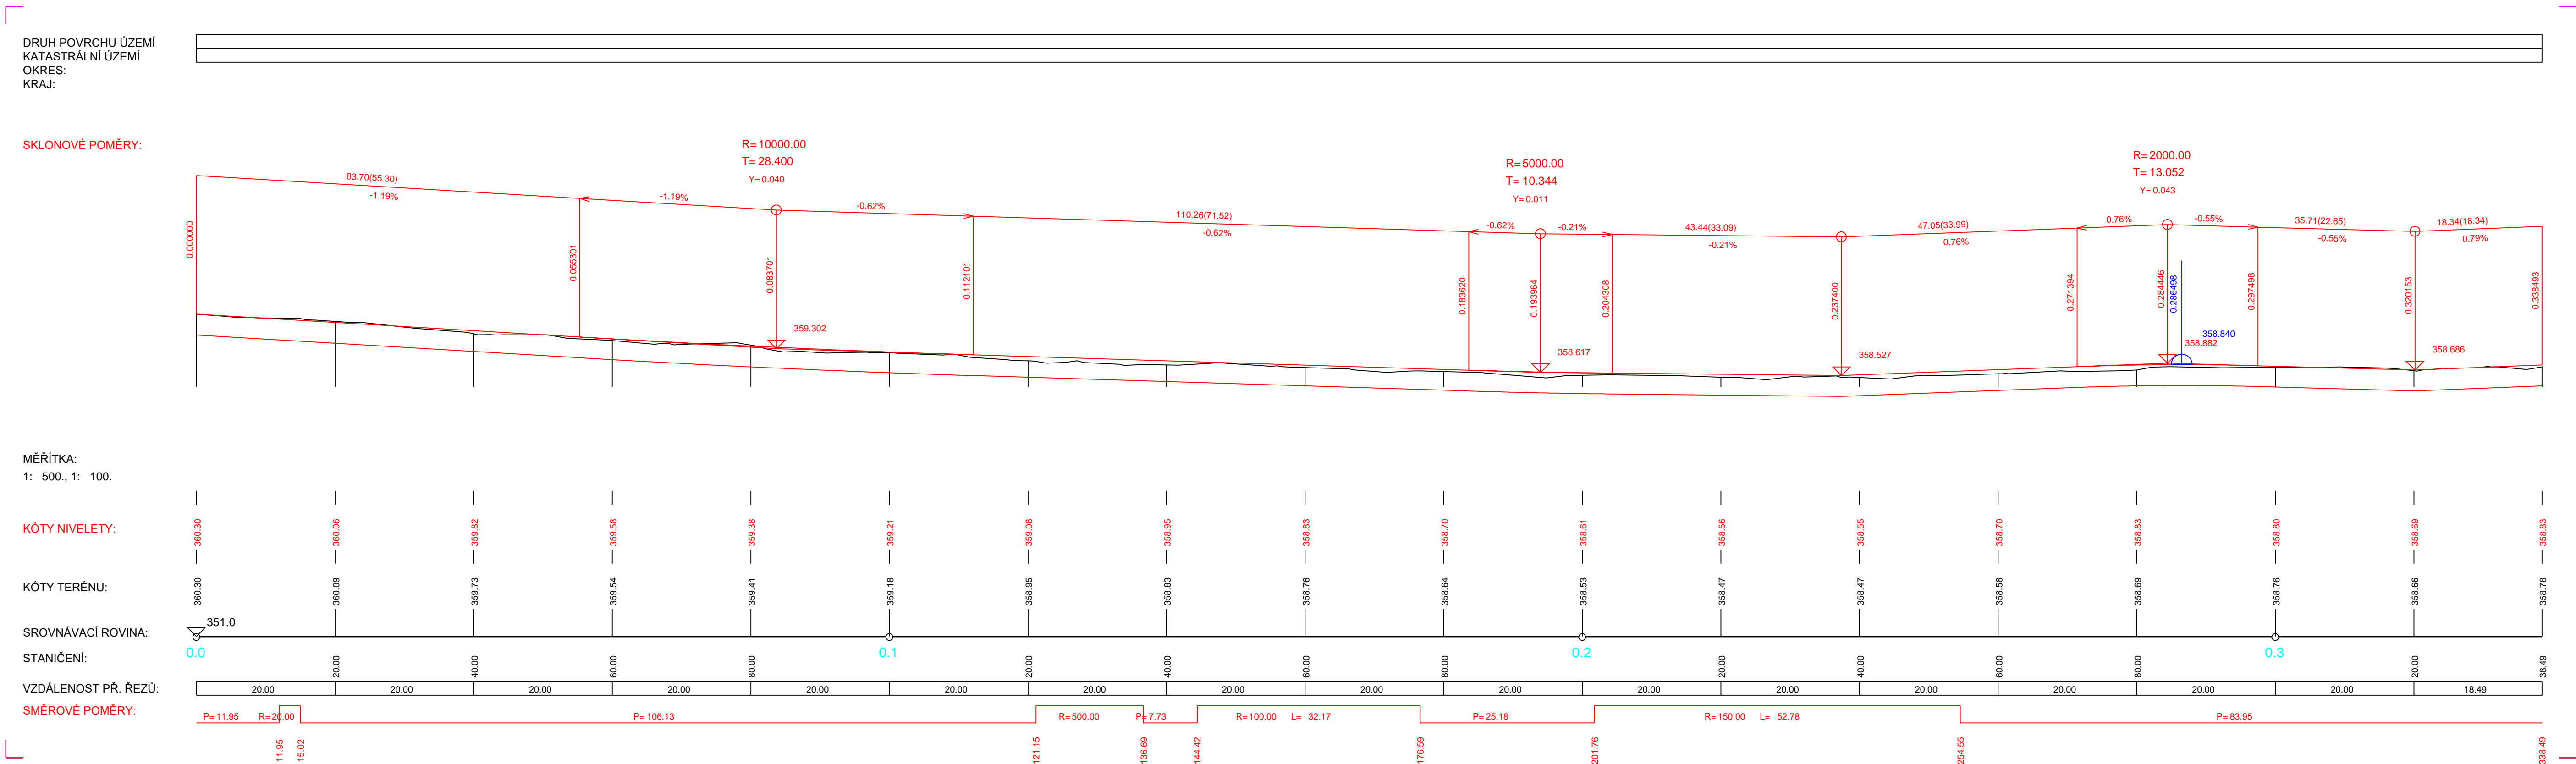 DRUH POVRCHU ÚZEMÍ
KATASTRÁLNÍ ÚZEMÍ
OKRES:
KRAJ:
SKLONOVÉ POMĚRY:
R=10000.00
T= 28.400
Y= 0.040
R=5000.00
T= 10.344
Y= 0.011
R=2000.00
T= 13.052
Y= 0.043
83.70(55.30)
-1.19%
-1.19%
-0.62%
110.26(71.52)
-0.62%
-0.62%
-0.21%
43.44(33.09)
-0.21%
47.05(33.99)
0.76%
0.76%
-0.55%
35.71(22.65)
-0.55%
18.34(18.34)
0.79%
0.000000
0.055301
0.083701
0.112101
0.183620
0.193964
0.204308
0.237400
0.271394
0.284446
0.286498
0.297498
0.320153
0.338493
359.302
358.617
358.527
358.840
358.882
358.686
MĚŘÍTKA:
1: 500., 1: 100.
KÓTY NIVELETY:
360.30 360.06 359.82 359.58 359.38 359.21 359.08 358.95 358.83 358.70 358.61 358.56 358.55 358.70 358.83 358.80 358.69 358.83
KÓTY TERÉNU:
360.30 360.09 359.73 359.54 359.41 359.18 358.95 358.83 358.76 358.64 358.53 358.47 358.47 358.58 358.69 358.76 358.66 358.78
SROVNÁVACÍ ROVINA: 351.0
STANIČENÍ:
0.0 20.00 40.00 60.00 80.00 0.1 20.00 40.00 60.00 80.00 0.2 20.00 40.00 60.00 80.00 0.3 20.00 38.49
VZDÁLENOST PŘ. ŘEZŮ:
20.00 20.00 20.00 20.00 20.00 20.00 20.00 20.00 20.00 20.00 20.00 20.00 20.00 20.00 20.00 20.00 18.49
SMĚROVÉ POMĚRY:
P= 11.95 R= 20.00 P= 106.13 R= 500.00 P= 7.73 R= 100.00 L= 32.17 P= 25.18 R= 150.00 L= 52.78 P= 83.95
11.95 15.02 121.15 136.69 144.42 176.59 201.76 254.55 338.49